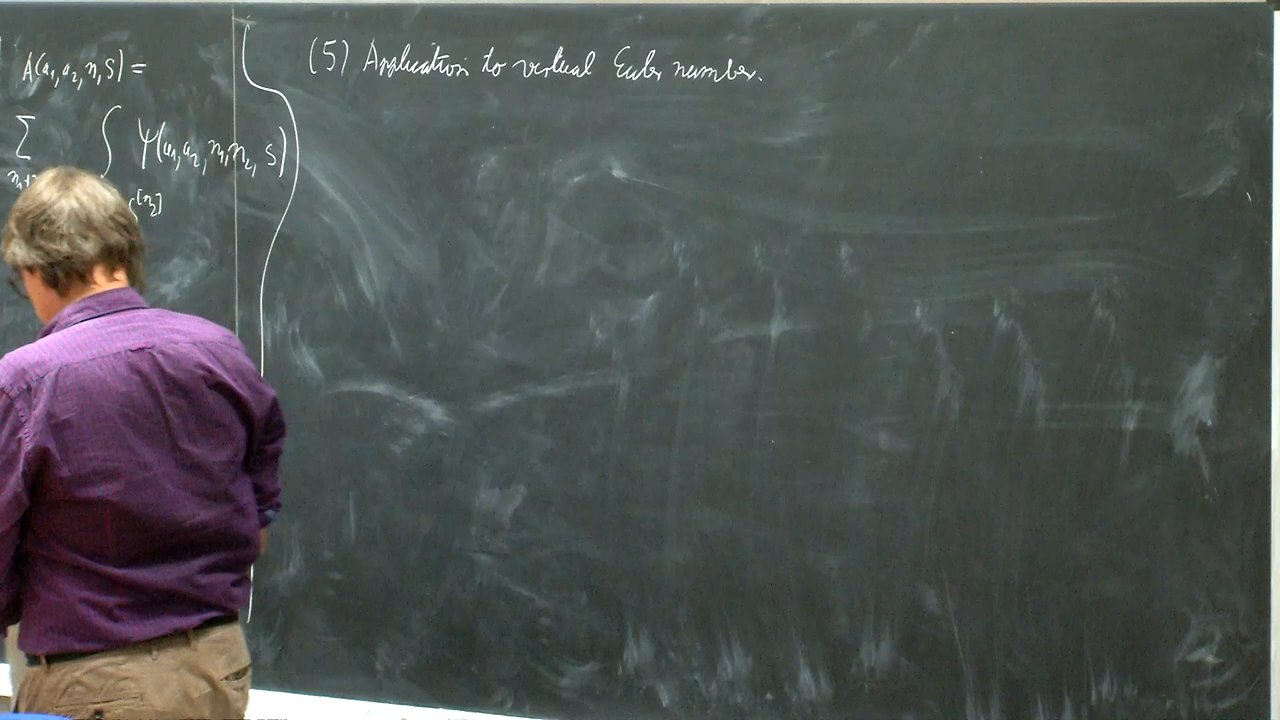 A(a₁,a₂,n,S) =
∑ ∫ Ψ(a₁,a₂,n₁,n₂,S)
[n₂]
(5) Application to virtual Euler number.